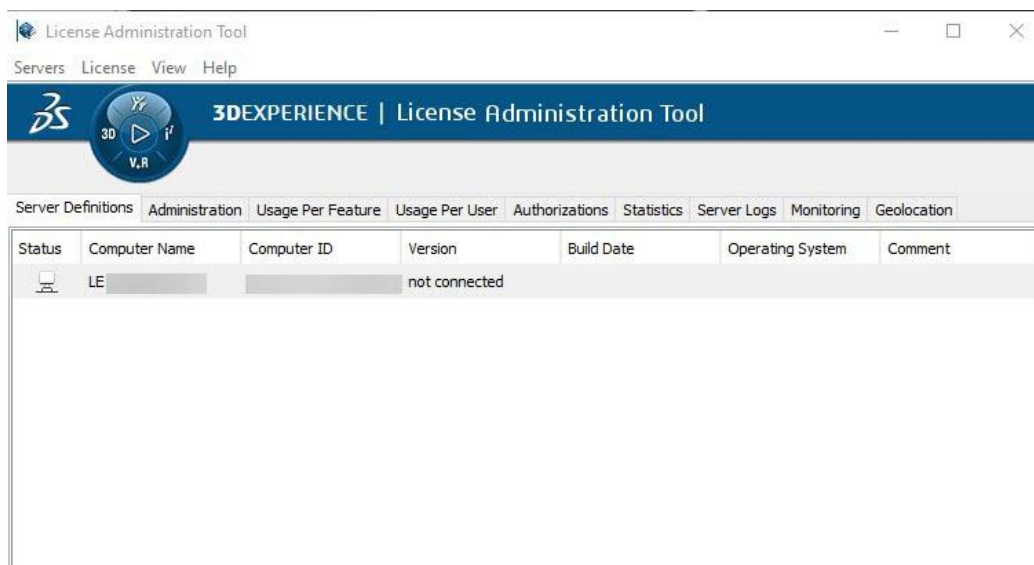 License Administration Tool
Servers License View Help
3DEXPERIENCE | License Administration Tool
3D V.R i'
Server Definitions Administration Usage Per Feature Usage Per User Authorizations Statistics Server Logs Monitoring Geolocation
Status Computer Name Computer ID Version Build Date Operating System Comment
LE not connected